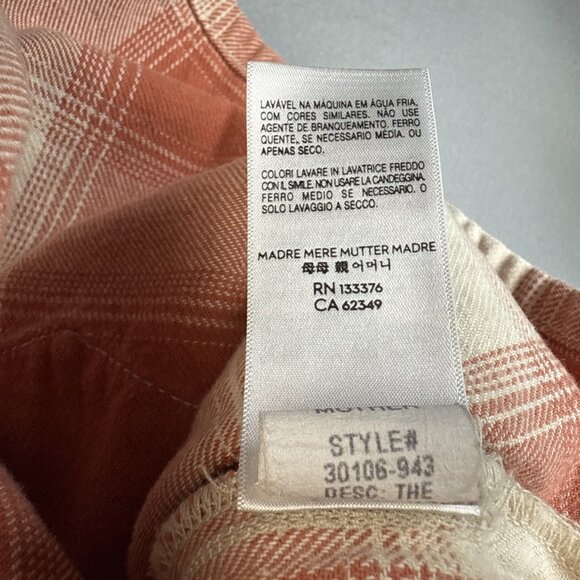 LAVÁVEL NA MÁQUINA EM ÁGUA FRIA,
COM CORES SIMILARES. NÃO USE
AGENTE DE BRANQUEAMENTO. FERRO
QUENTE, SE NECESSARIO MÉDIA. OU
APENAS SECO.
COLORI LAVARE IN LAVATRICE FREDDO
CON IL SIMILE. NON USARE LA CANDEGGINA.
FERRO MEDIO SE NECESSARIO. O
SOLO LAVAGGIO A SECCO.
MADRE MERE MUTTER MADRE
母母 親 어머니
RN 133376
CA 62349
MOTHER
STYLE#
30106-943
DESC: THE